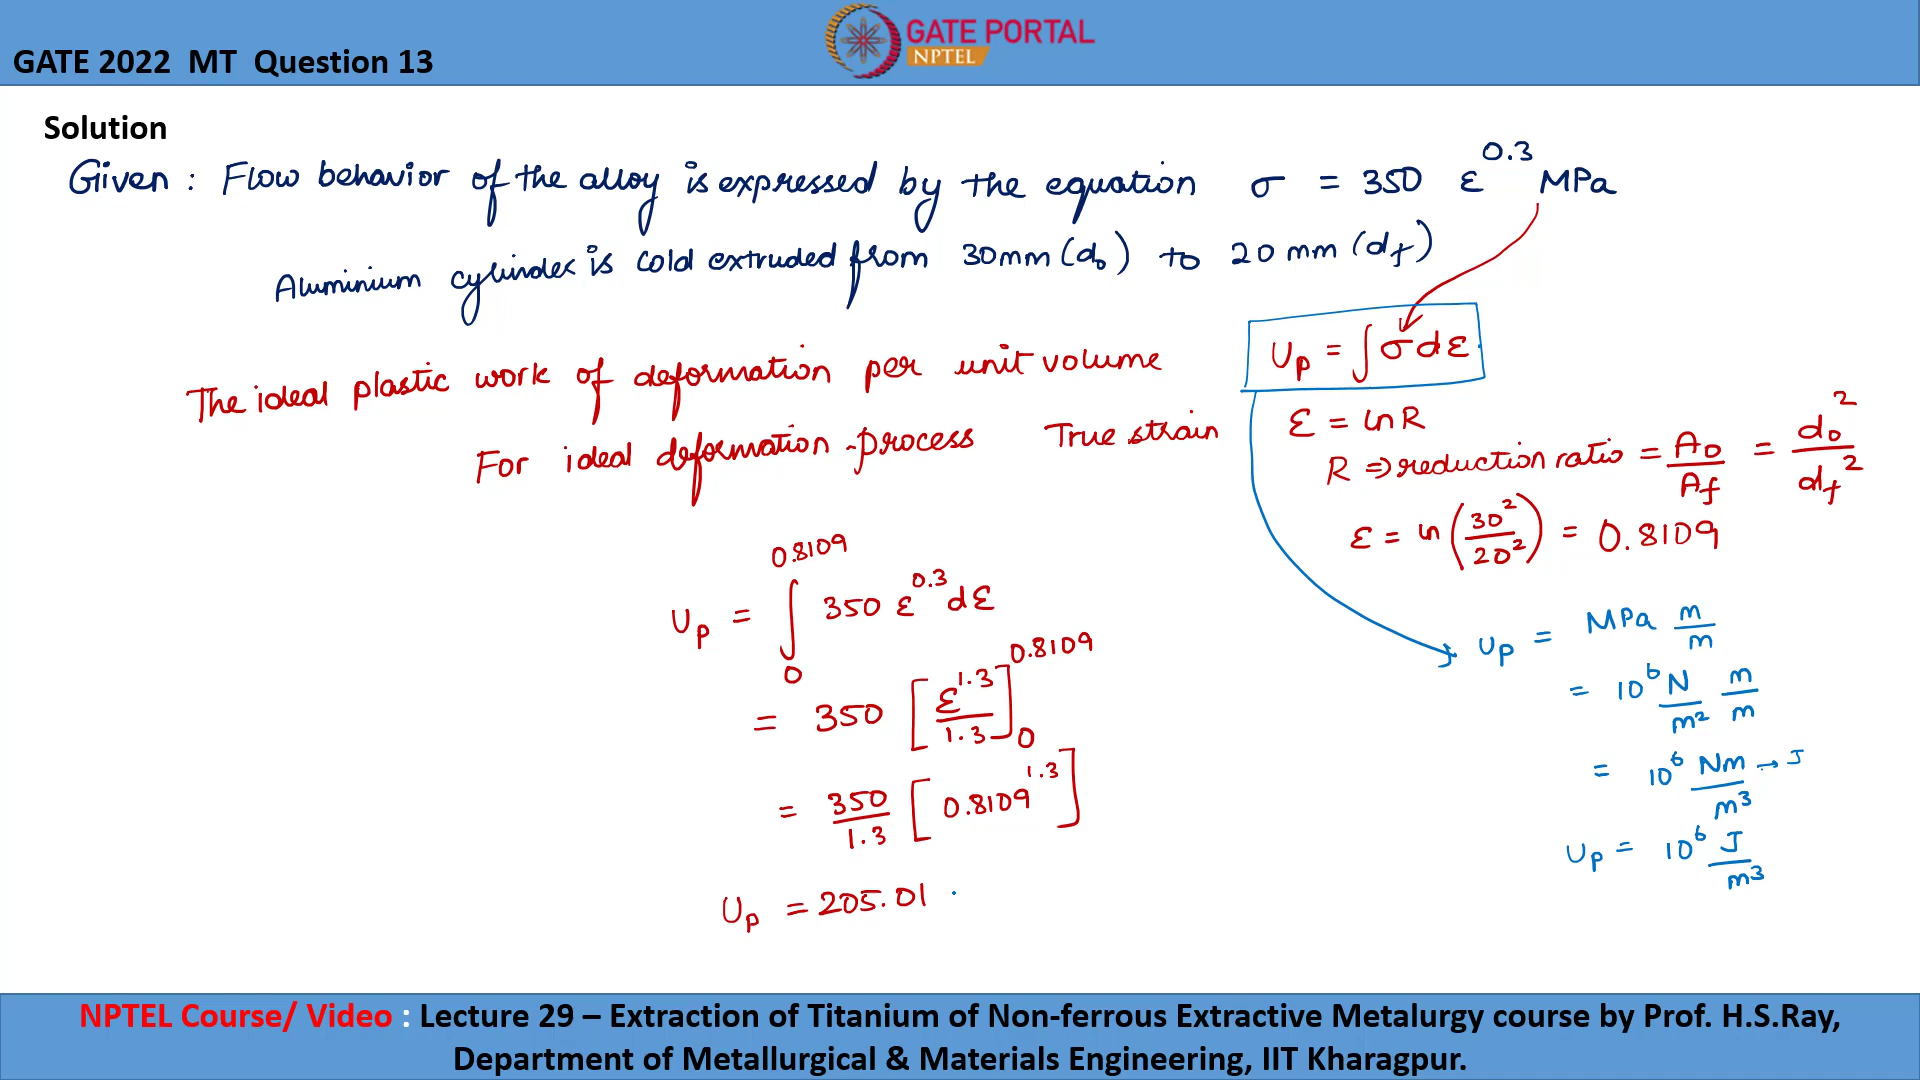 GATE PORTAL
NPTEL
GATE 2022 MT Question 13
Solution
Given : Flow behavior of the alloy is expressed by the equation σ = 350 ε^0.3 MPa
Aluminium cylinder is cold extruded from 30mm (d₀) to 20 mm (d_f)
The ideal plastic work of deformation per unit volume U_p = ∫σdε
For ideal deformation process True strain ε = ln R
R ⇒ reduction ratio = A₀/A_f = d₀²/d_f²
ε = ln (30²/20²) = 0.8109
U_p = ∫₀^0.8109 350 ε^0.3 dε
= 350 [ε^1.3/1.3]₀^0.8109
= 350/1.3 [0.8109^1.3]
U_p = 205.01
U_p = MPa m/m
= 10⁶ N/m² m/m
= 10⁶ Nm/m³ → J
U_p = 10⁶ J/m³
NPTEL Course/ Video : Lecture 29 – Extraction of Titanium of Non-ferrous Extractive Metalurgy course by Prof. H.S.Ray,
Department of Metallurgical & Materials Engineering, IIT Kharagpur.